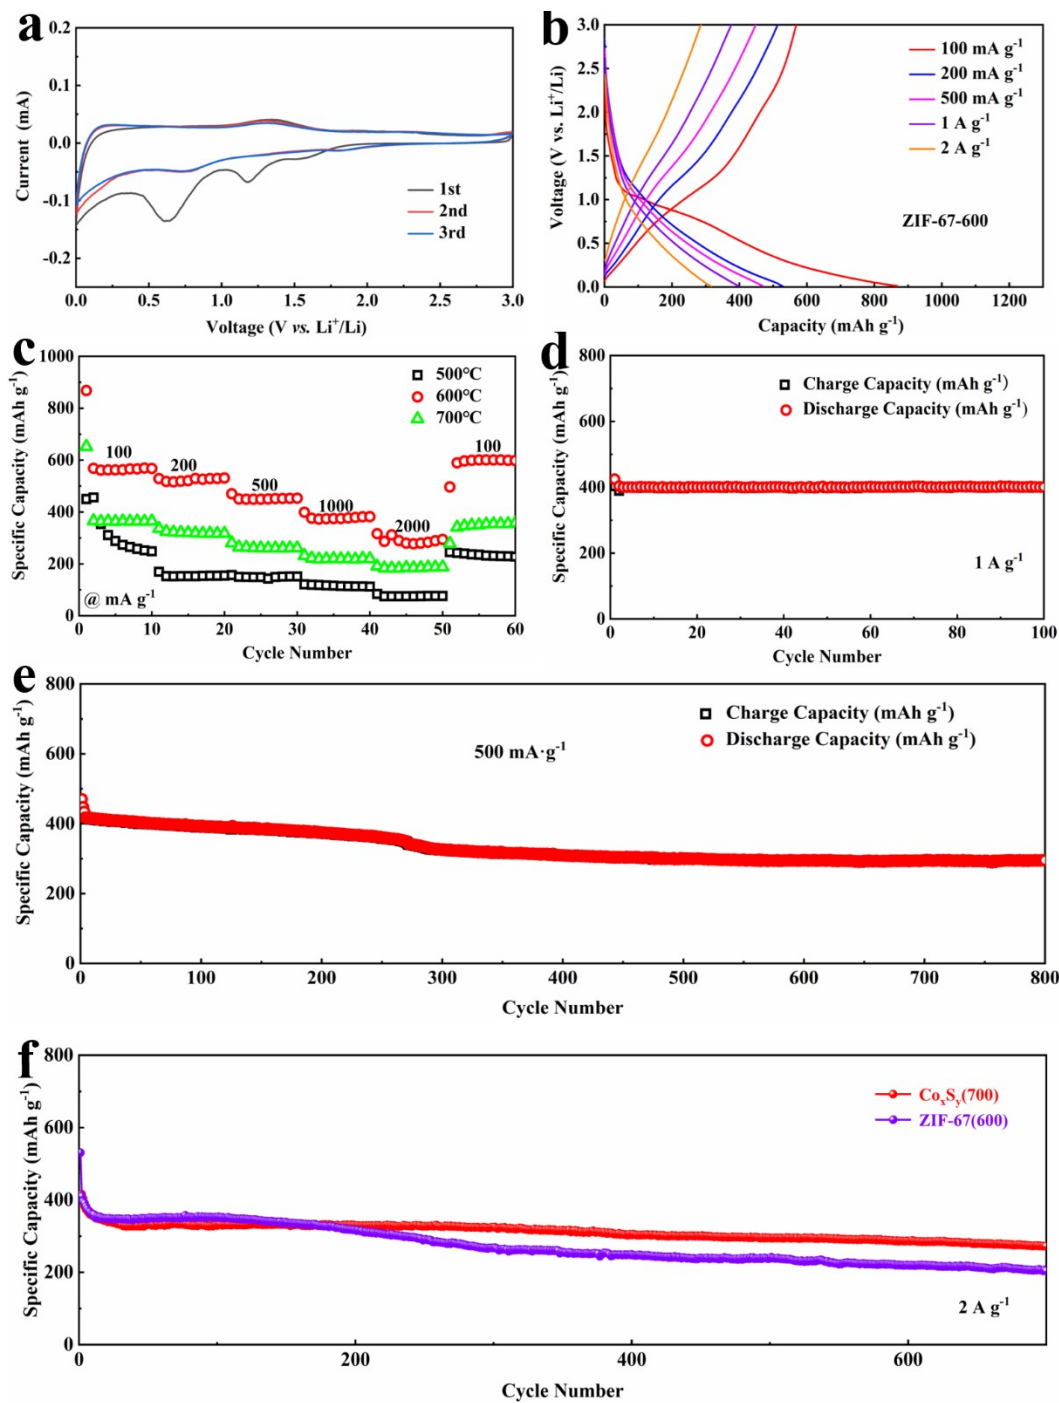 a
0.2
0.1
0.0
-0.1
-0.2
Current (mA)
1st
2nd
3rd
0.0 0.5 1.0 1.5 2.0 2.5 3.0
Voltage (V vs. Li⁺/Li)
b
3.0
2.5
2.0
1.5
1.0
0.5
0.0
Voltage (V vs. Li⁺/Li)
100 mA g⁻¹
200 mA g⁻¹
500 mA g⁻¹
1 A g⁻¹
2 A g⁻¹
ZIF-67-600
0 200 400 600 800 1000 1200
Capacity (mAh g⁻¹)
c
1000
800
600
400
200
0
Specific Capacity (mAh g⁻¹)
500°C
600°C
700°C
100
200
500
1000
2000
100
@ mA g⁻¹
0 10 20 30 40 50 60
Cycle Number
d
800
600
400
200
0
Specific Capacity (mAh g⁻¹)
Charge Capacity (mAh g⁻¹)
Discharge Capacity (mAh g⁻¹)
1 A g⁻¹
0 20 40 60 80 100
Cycle Number
e
800
600
400
200
0
Specific Capacity (mAh g⁻¹)
Charge Capacity (mAh g⁻¹)
Discharge Capacity (mAh g⁻¹)
500 mA·g⁻¹
0 100 200 300 400 500 600 700 800
Cycle Number
f
800
600
400
200
0
Specific Capacity (mAh g⁻¹)
CoₓSᵧ(700)
ZIF-67(600)
2 A g⁻¹
0 200 400 600
Cycle Number